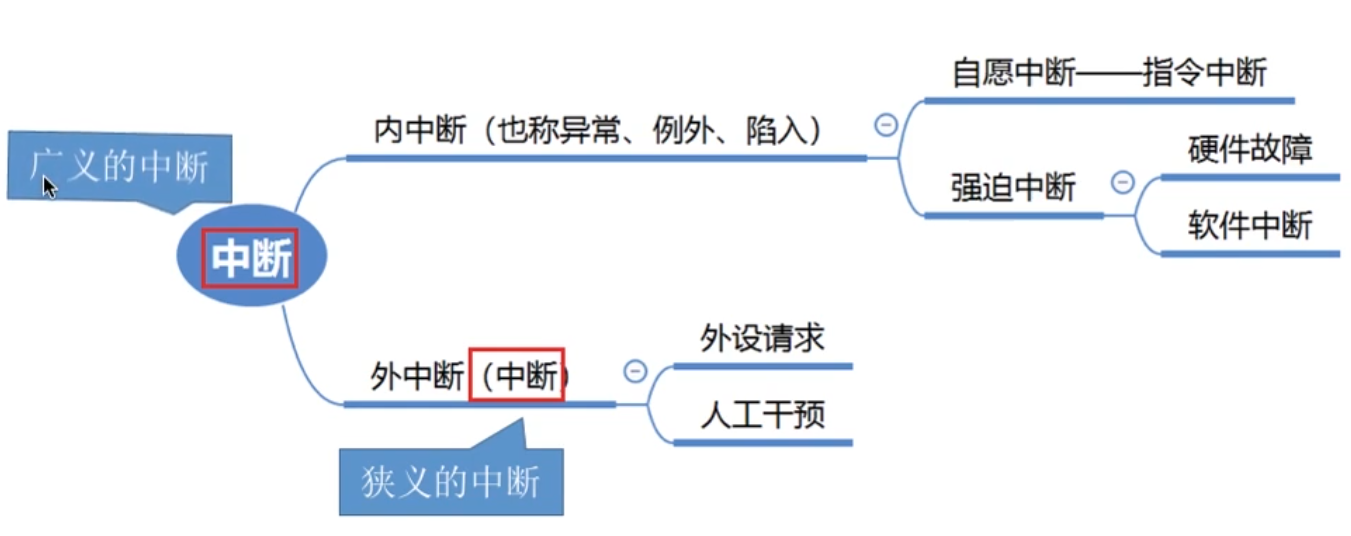 自愿中断——指令中断
内中断（也称异常、例外、陷入）
硬件故障
广义的中断
强迫中断
软件中断
中断
外设请求
外中断（中断）
人工干预
狭义的中断